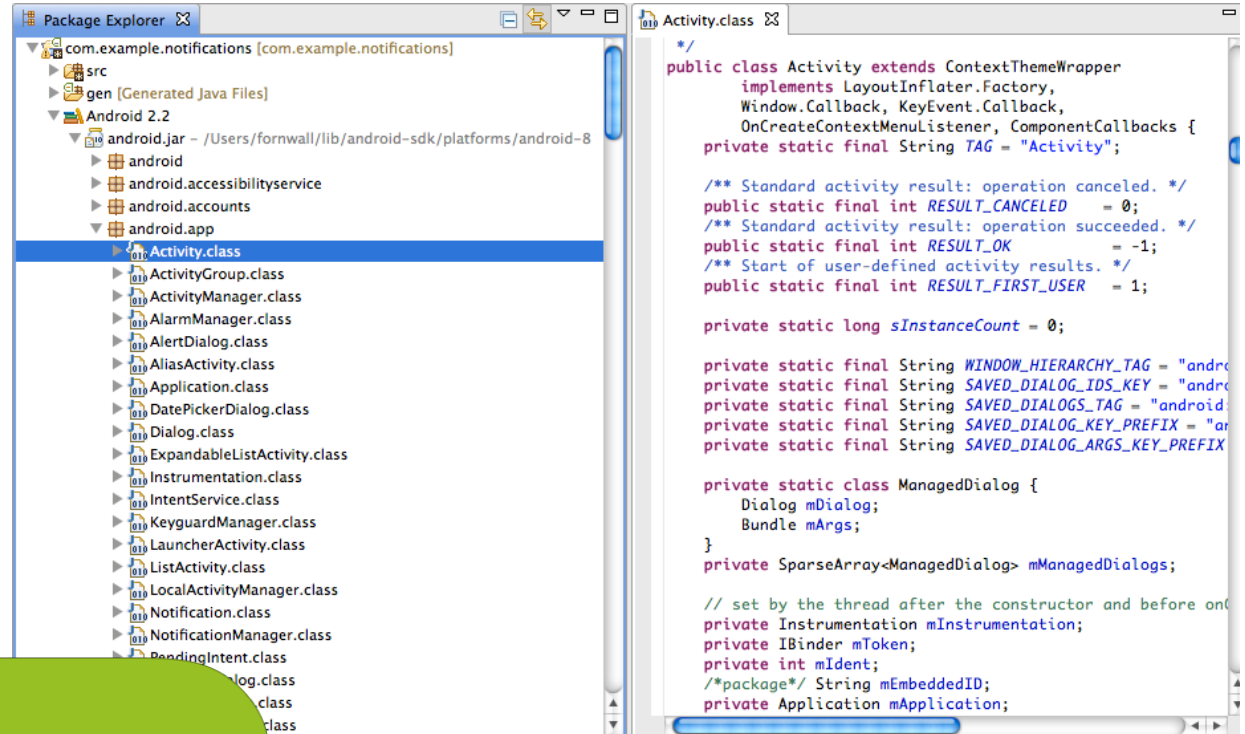 Package Explorer
com.example.notifications [com.example.notifications]
src
gen [Generated Java Files]
Android 2.2
android.jar – /Users/fornwall/lib/android-sdk/platforms/android-8
android
android.accessibilityservice
android.accounts
android.app
Activity.class
ActivityGroup.class
ActivityManager.class
AlarmManager.class
AlertDialog.class
AliasActivity.class
Application.class
DatePickerDialog.class
Dialog.class
ExpandableListActivity.class
Instrumentation.class
IntentService.class
KeyguardManager.class
LauncherActivity.class
ListActivity.class
LocalActivityManager.class
Notification.class
NotificationManager.class
PendingIntent.class
log.class
.class
class
Activity.class
*/
public class Activity extends ContextThemeWrapper
implements LayoutInflater.Factory,
Window.Callback, KeyEvent.Callback,
OnCreateContextMenuListener, ComponentCallbacks {
private static final String TAG = "Activity";
/** Standard activity result: operation canceled. */
public static final int RESULT_CANCELED = 0;
/** Standard activity result: operation succeeded. */
public static final int RESULT_OK = -1;
/** Start of user-defined activity results. */
public static final int RESULT_FIRST_USER = 1;
private static long sInstanceCount = 0;
private static final String WINDOW_HIERARCHY_TAG = "andro
private static final String SAVED_DIALOG_IDS_KEY = "andro
private static final String SAVED_DIALOGS_TAG = "android:
private static final String SAVED_DIALOG_KEY_PREFIX = "an
private static final String SAVED_DIALOG_ARGS_KEY_PREFIX
private static class ManagedDialog {
Dialog mDialog;
Bundle mArgs;
}
private SparseArray<ManagedDialog> mManagedDialogs;
// set by the thread after the constructor and before on
private Instrumentation mInstrumentation;
private IBinder mToken;
private int mIdent;
/*package*/ String mEmbeddedID;
private Application mApplication;